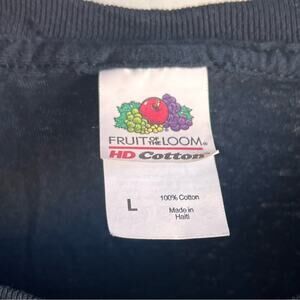 FRUIT OF THE LOOM®
HD Cotton
L
100% Cotton
Made in
Haiti